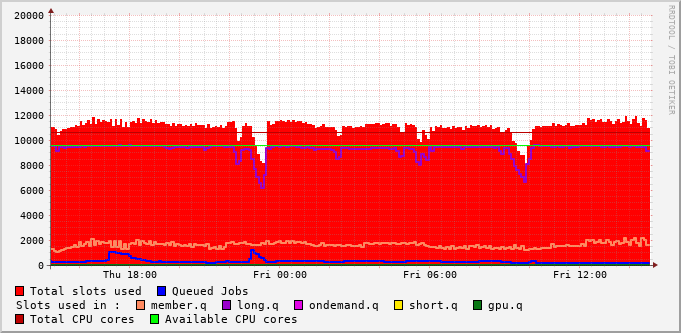 20000
18000
16000
14000
12000
10000
8000
6000
4000
2000
0
Thu 18:00 Fri 00:00 Fri 06:00 Fri 12:00
RRDTOOL / TOBI OETIKER
Total slots used Queued Jobs
Slots used in : member.q long.q ondemand.q short.q gpu.q
Total CPU cores Available CPU cores